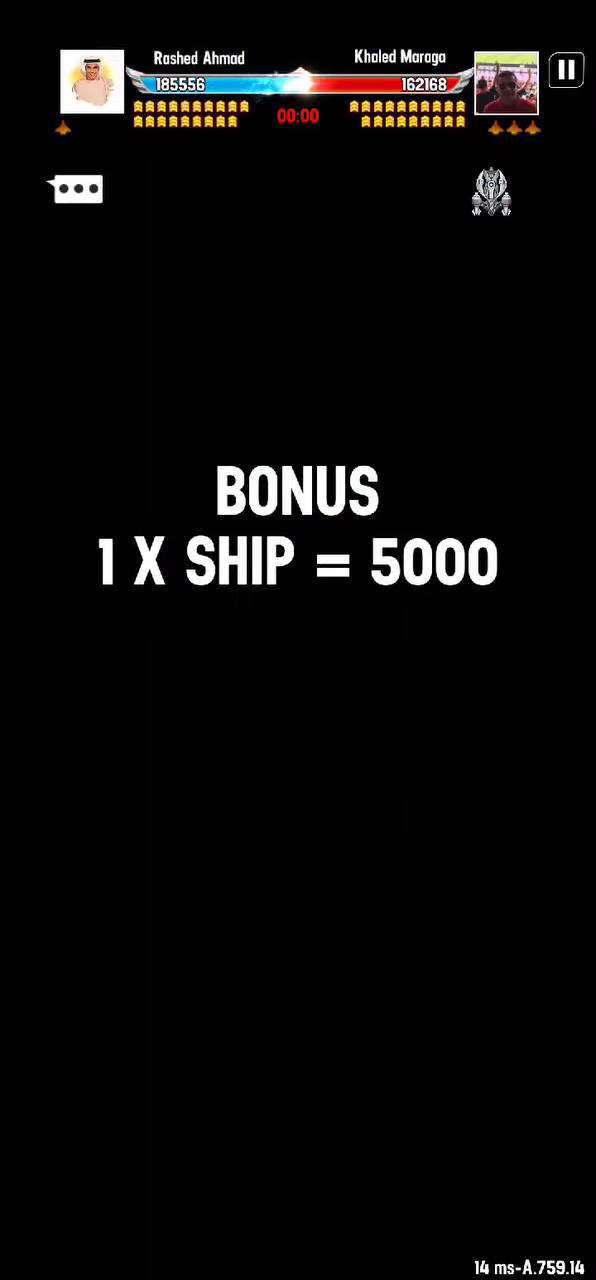 Rashed Ahmad
Khaled Maraga
185556
162168
00:00
BONUS
1 X SHIP = 5000
14 ms-A.759.14